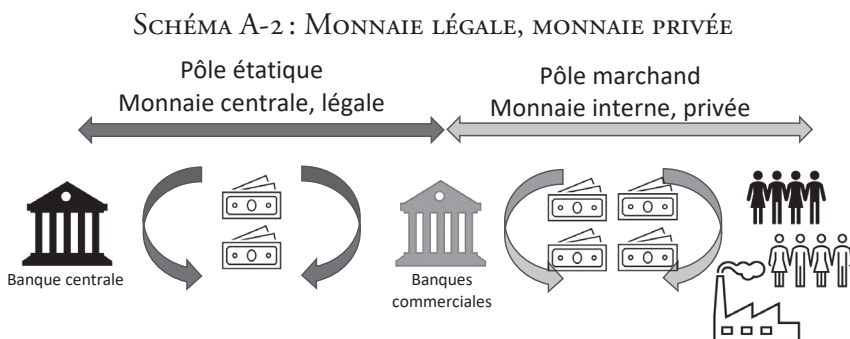 Schéma A-2 : Monnaie légale, monnaie privée
Pôle étatique
Monnaie centrale, légale
Pôle marchand
Monnaie interne, privée
Banque centrale
Banques
commerciales